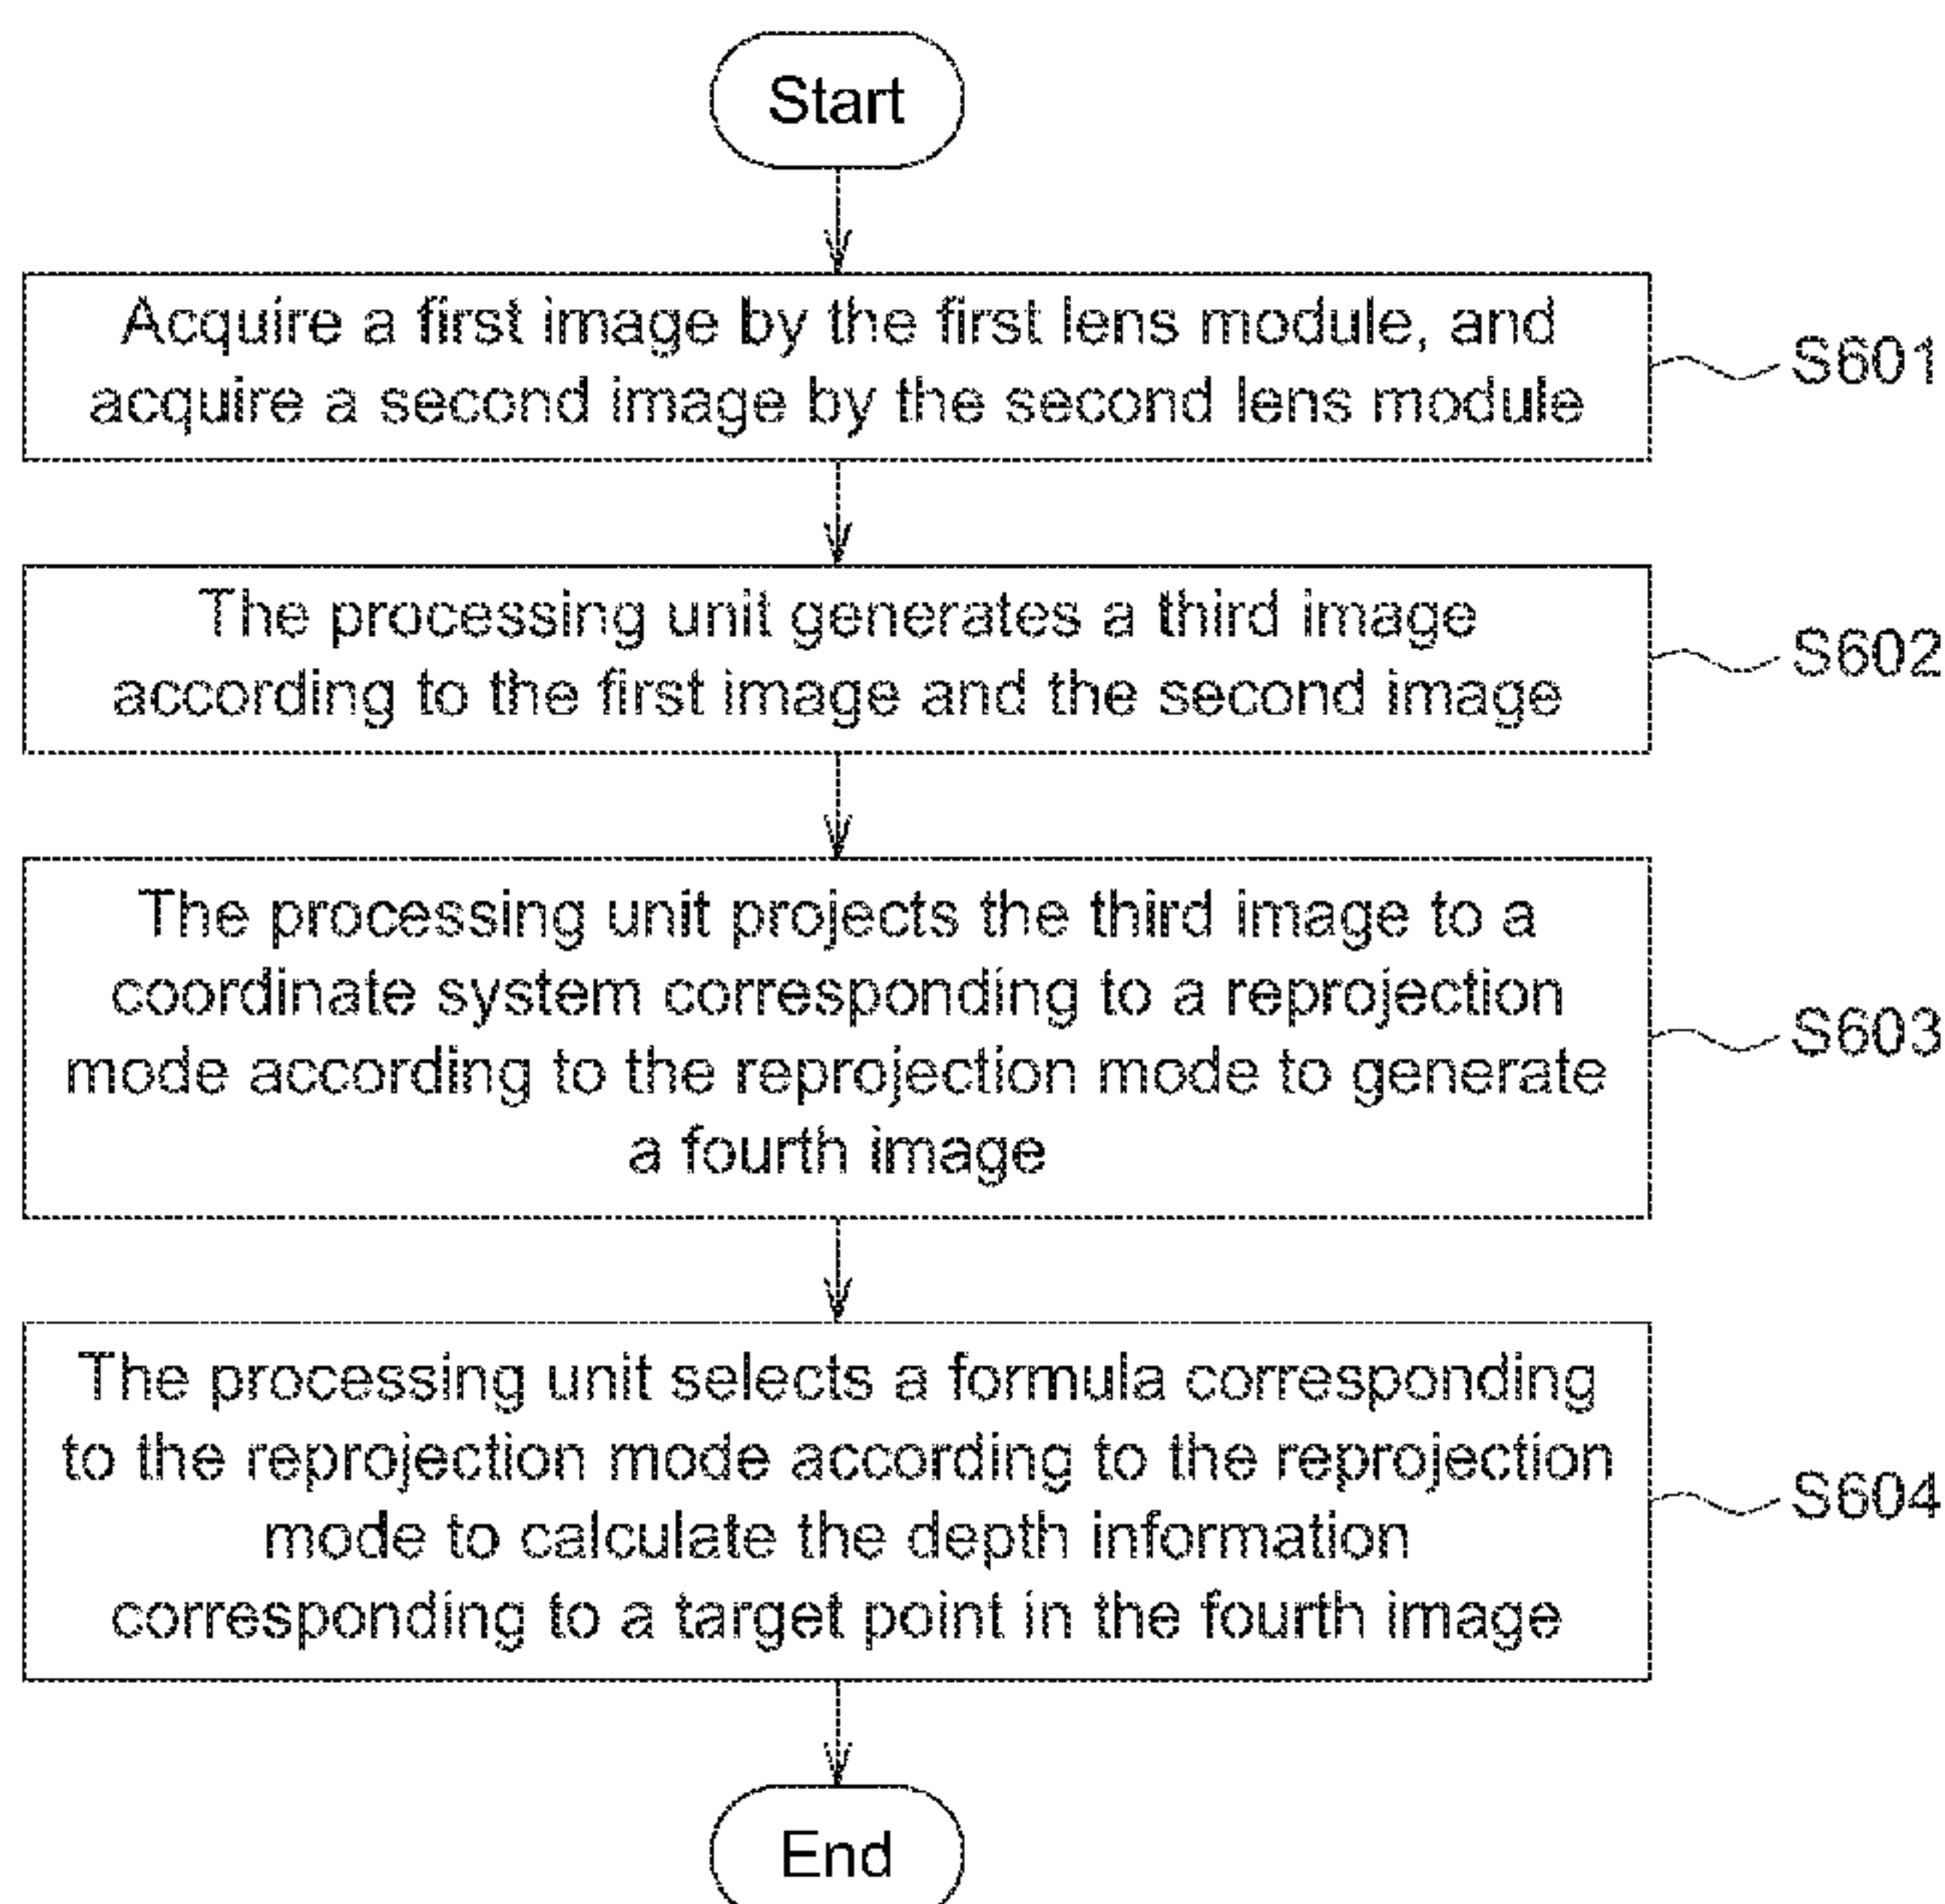 Start
Acquire a first image by the first lens module, and
acquire a second image by the second lens module
S601
The processing unit generates a third image
according to the first image and the second image
S602
The processing unit projects the third image to a
coordinate system corresponding to a reprojection
mode according to the reprojection mode to generate
a fourth image
S603
The processing unit selects a formula corresponding
to the reprojection mode according to the reprojection
mode to calculate the depth information
corresponding to a target point in the fourth image
S604
End